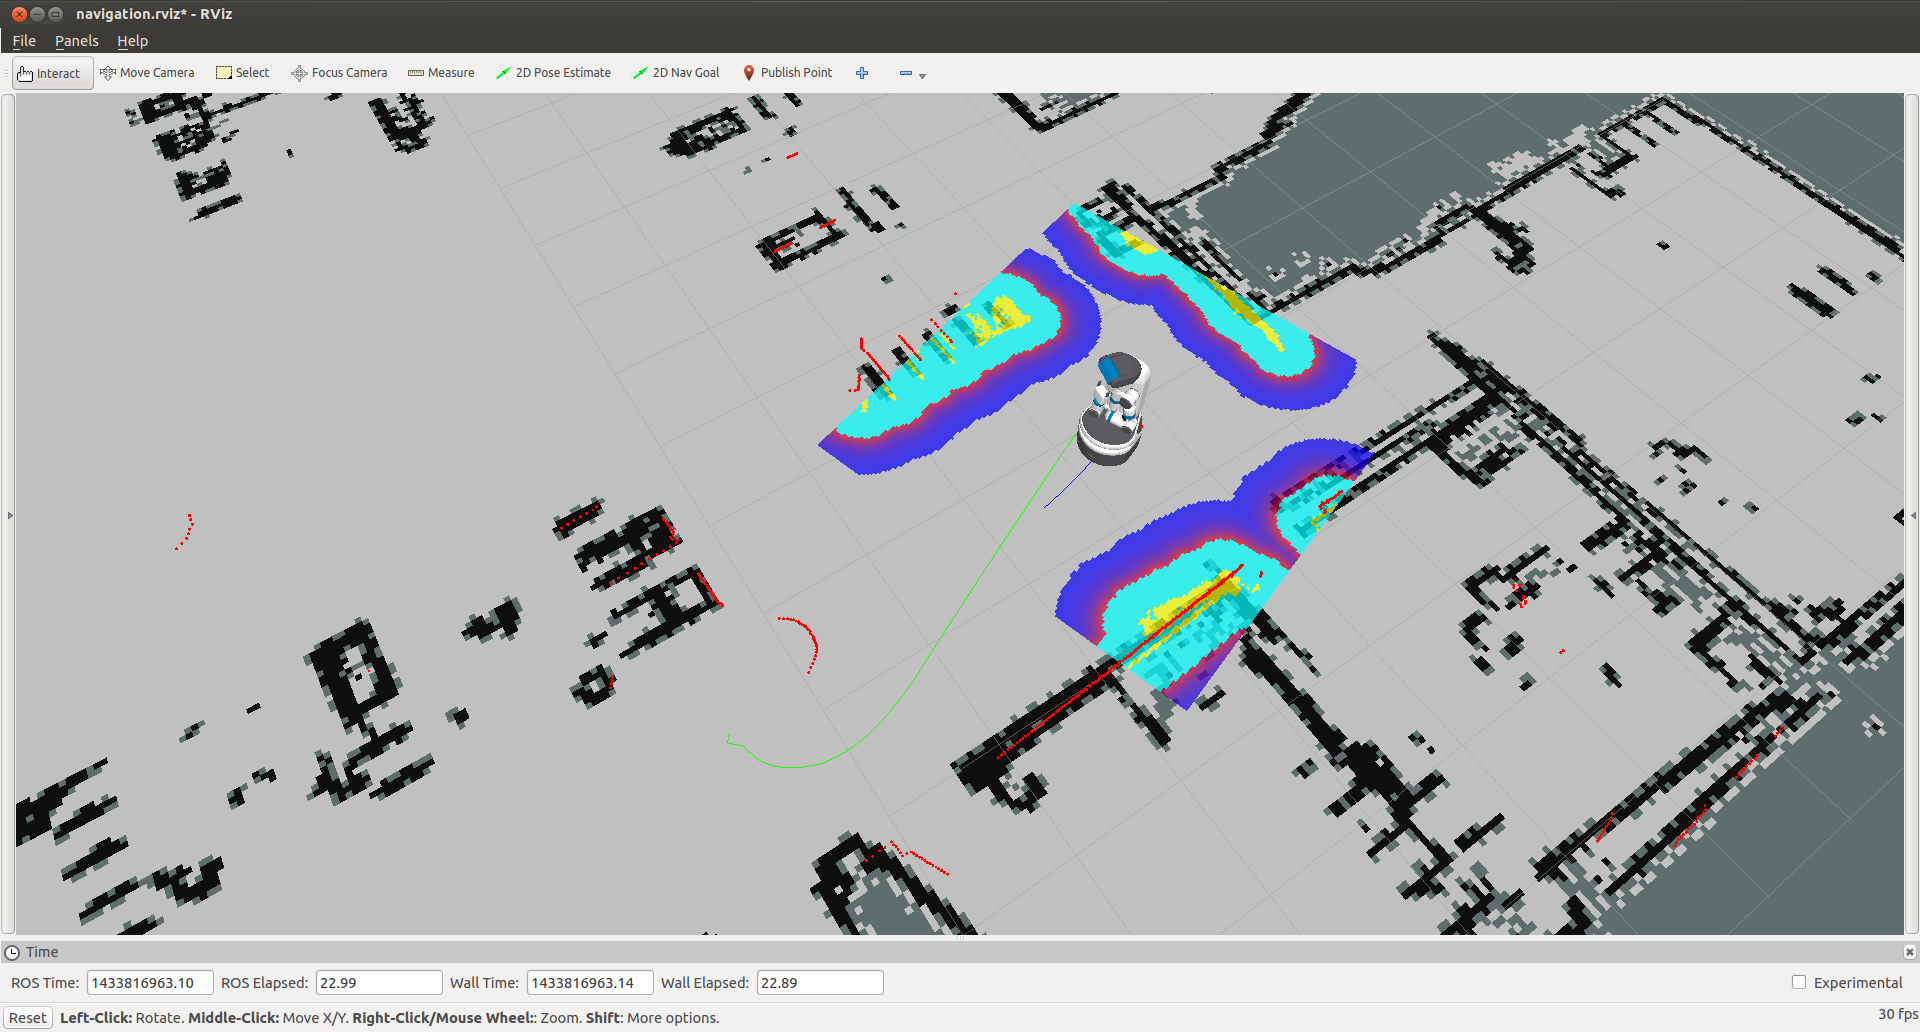 navigation.rviz* - RViz
File Panels Help
Interact Move Camera Select Focus Camera Measure 2D Pose Estimate 2D Nav Goal Publish Point
Time
ROS Time: 1433816963.10 ROS Elapsed: 22.99 Wall Time: 1433816963.14 Wall Elapsed: 22.89 Experimental
Reset Left-Click: Rotate. Middle-Click: Move X/Y. Right-Click/Mouse Wheel:: Zoom. Shift: More options. 30 fps